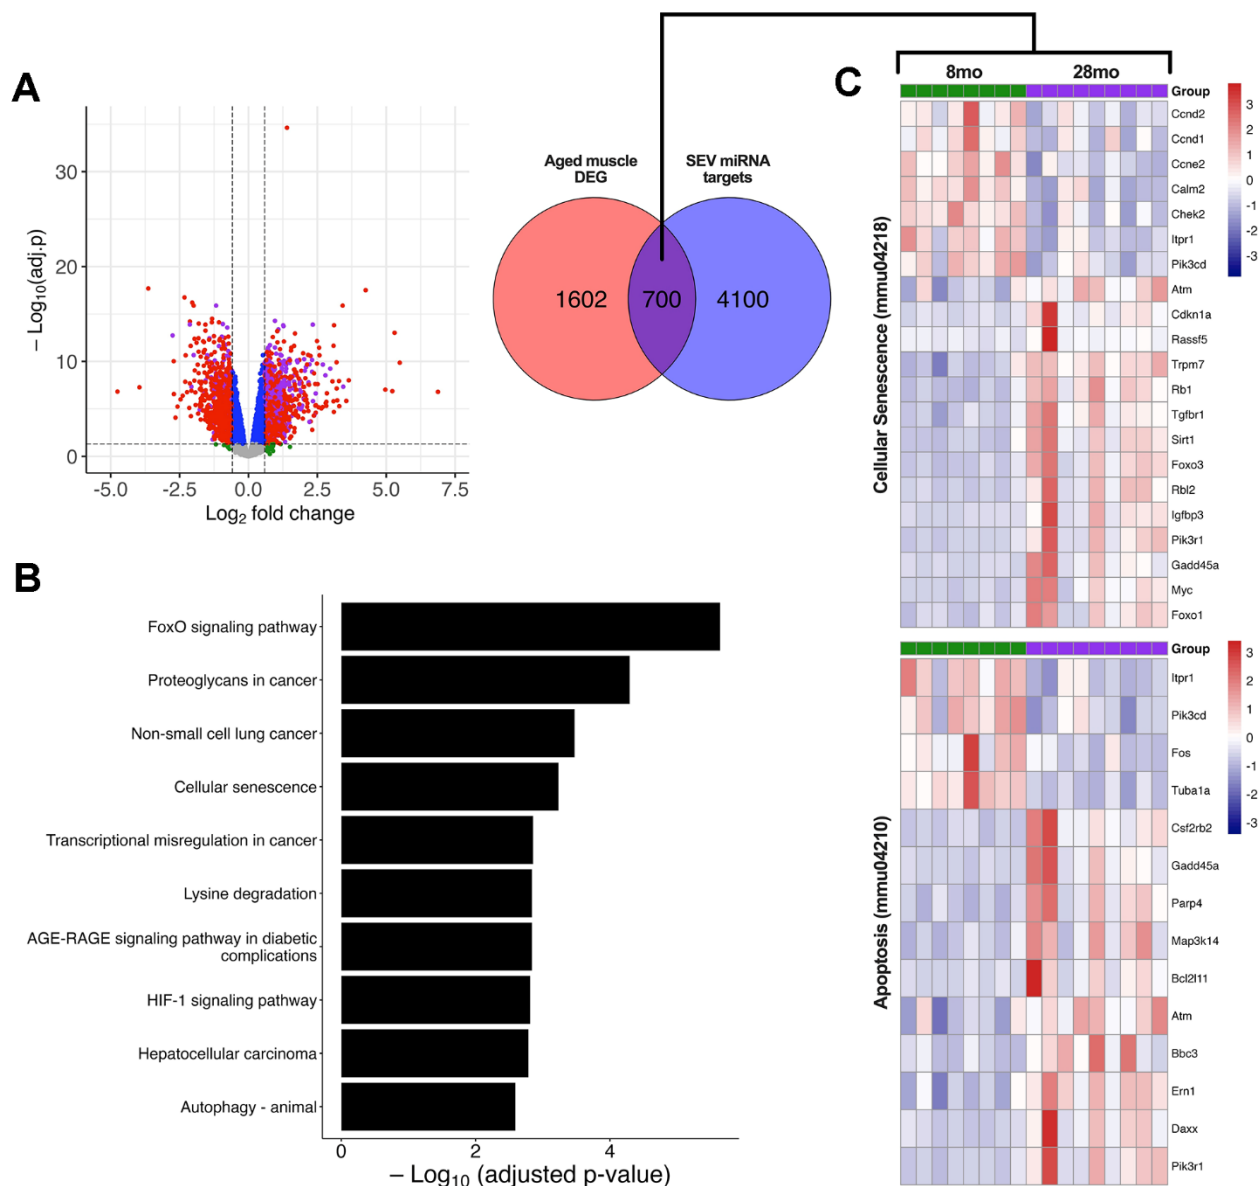 A
30
20
10
0
− Log10(adj.p)
-5.0
-2.5
0.0
2.5
5.0
7.5
Log2 fold change
Aged muscle
DEG
SEV miRNA
targets
1602
700
4100
B
FoxO signaling pathway
Proteoglycans in cancer
Non-small cell lung cancer
Cellular senescence
Transcriptional misregulation in cancer
Lysine degradation
AGE-RAGE signaling pathway in diabetic
complications
HIF-1 signaling pathway
Hepatocellular carcinoma
Autophagy - animal
0
2
4
− Log10 (adjusted p-value)
C
8mo
28mo
Group
Cellular Senescence (mmu04218)
Ccnd2
Ccnd1
Ccne2
Calm2
Chek2
Itpr1
Pik3cd
Atm
Cdkn1a
Rassf5
Trpm7
Rb1
Tgfbr1
Sirt1
Foxo3
Rbl2
Igfbp3
Pik3r1
Gadd45a
Myc
Foxo1
3
2
1
0
-1
-2
-3
Group
Apoptosis (mmu04210)
Itpr1
Pik3cd
Fos
Tuba1a
Csf2rb2
Gadd45a
Parp4
Map3k14
Bcl2l11
Atm
Bbc3
Ern1
Daxx
Pik3r1
3
2
1
0
-1
-2
-3